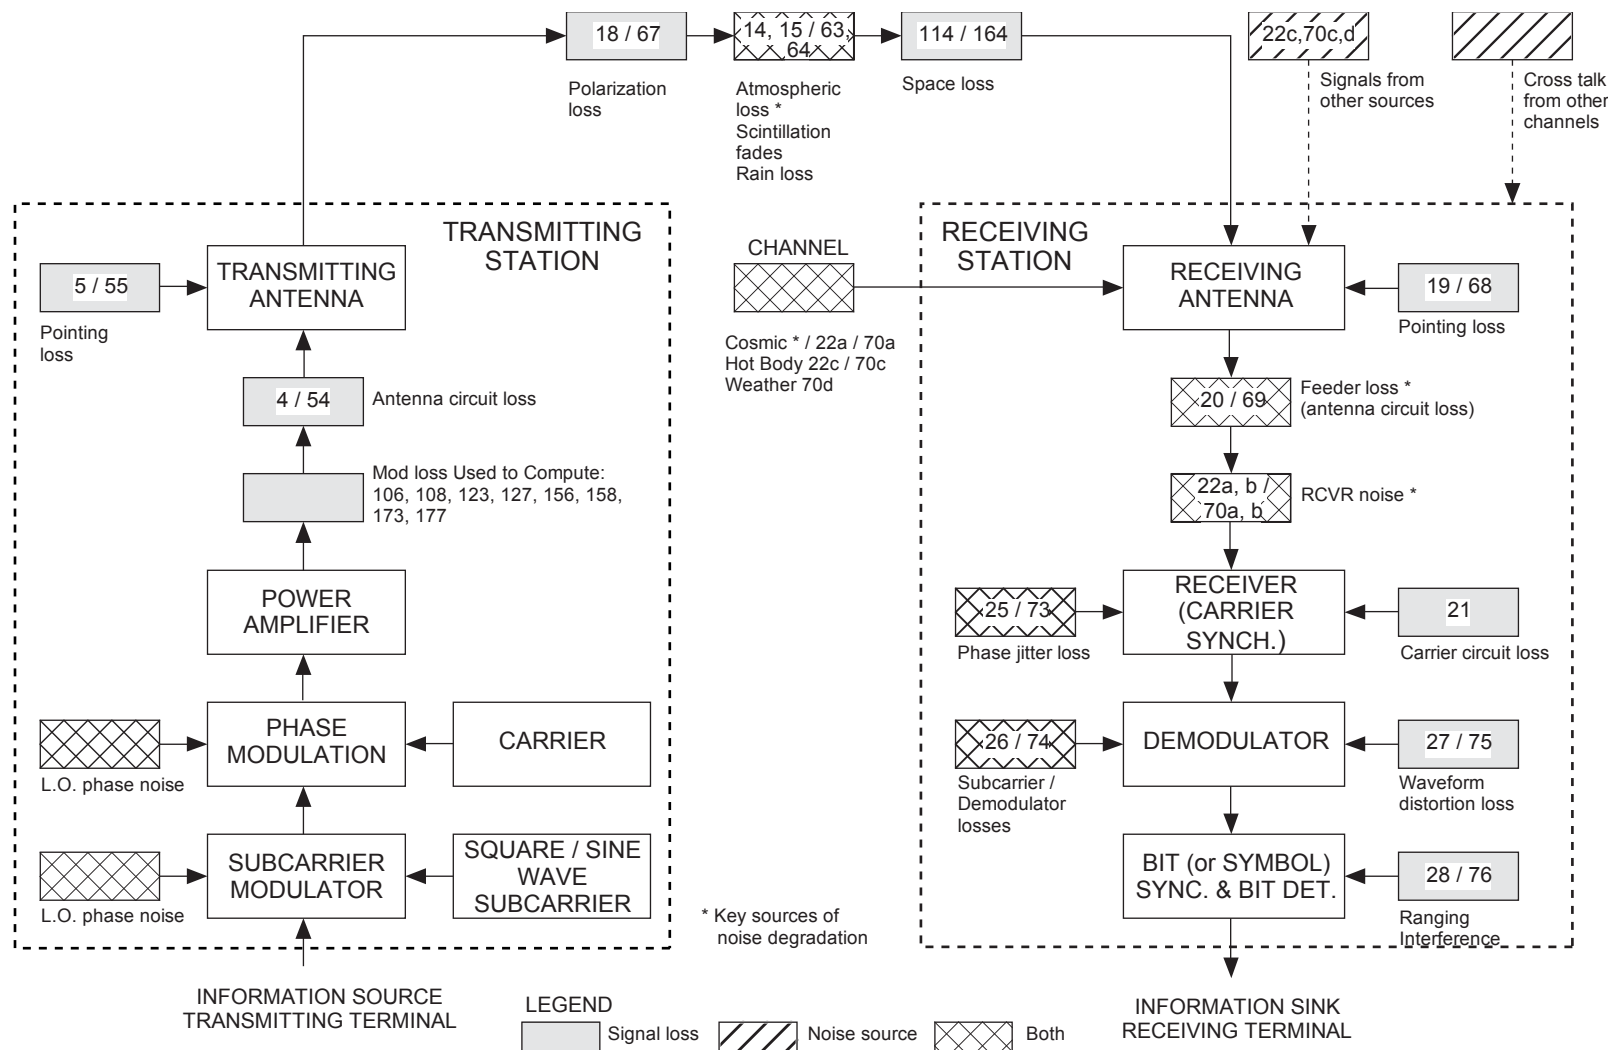 18 / 67
14, 15 / 63,
64
114 / 164
22c,70c,d
Polarization
loss
Atmospheric
loss *
Scintillation
fades
Rain loss
Space loss
Signals from
other sources
Cross talk
from other
channels
TRANSMITTING
STATION
5 / 55
Pointing
loss
TRANSMITTING
ANTENNA
4 / 54
Antenna circuit loss
Mod loss Used to Compute:
106, 108, 123, 127, 156, 158,
173, 177
POWER
AMPLIFIER
L.O. phase noise
PHASE
MODULATION
CARRIER
L.O. phase noise
SUBCARRIER
MODULATOR
SQUARE / SINE
WAVE
SUBCARRIER
INFORMATION SOURCE
TRANSMITTING TERMINAL
CHANNEL
Cosmic * / 22a / 70a
Hot Body 22c / 70c
Weather 70d
RECEIVING
STATION
RECEIVING
ANTENNA
19 / 68
Pointing loss
20 / 69
Feeder loss *
(antenna circuit loss)
22a, b /
70a, b
RCVR noise *
25 / 73
Phase jitter loss
RECEIVER
(CARRIER
SYNCH.)
21
Carrier circuit loss
26 / 74
Subcarrier /
Demodulator
losses
DEMODULATOR
27 / 75
Waveform
distortion loss
BIT (or SYMBOL)
SYNC. & BIT DET.
28 / 76
Ranging
Interference
* Key sources of
noise degradation
INFORMATION SINK
RECEIVING TERMINAL
LEGEND
Signal loss
Noise source
Both